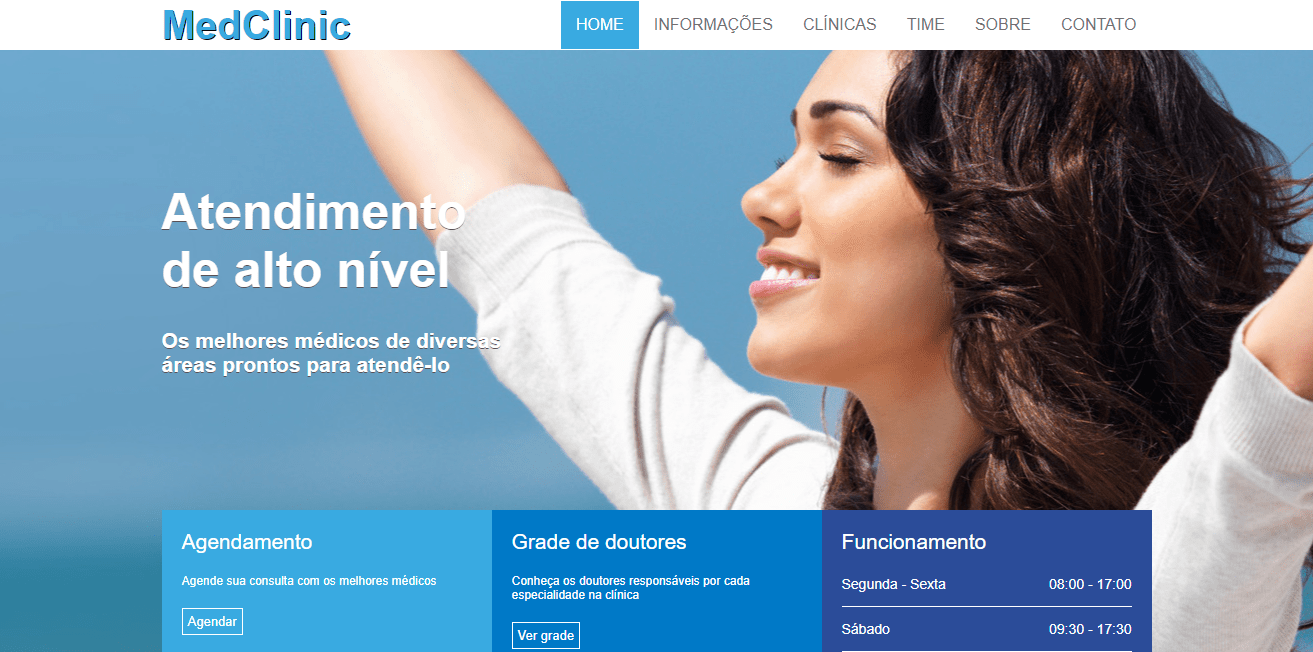 MedClinic
HOME INFORMAÇÕES CLÍNICAS TIME SOBRE CONTATO
Atendimento
de alto nível
Os melhores médicos de diversas
áreas prontos para atendê-lo
Agendamento
Agende sua consulta com os melhores médicos
Agendar
Grade de doutores
Conheça os doutores responsáveis por cada
especialidade na clínica
Ver grade
Funcionamento
Segunda - Sexta 08:00 - 17:00
Sábado 09:30 - 17:30